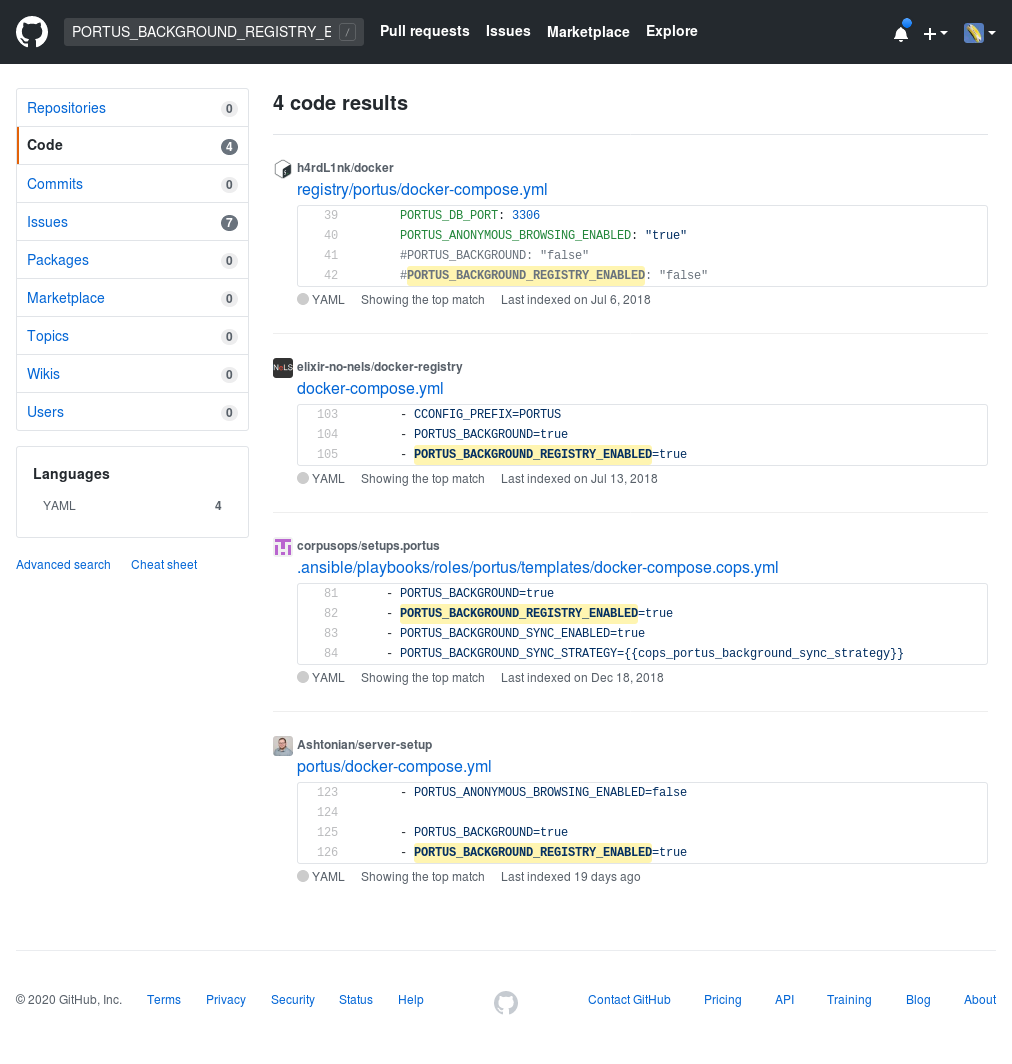 PORTUS_BACKGROUND_REGISTRY_E / Pull requests Issues Marketplace Explore
Repositories 0
Code 4
Commits 0
Issues 7
Packages 0
Marketplace 0
Topics 0
Wikis 0
Users 0
Languages
YAML 4
Advanced search Cheat sheet
4 code results
h4rdL1nk/docker
registry/portus/docker-compose.yml
39 PORTUS_DB_PORT: 3306
40 PORTUS_ANONYMOUS_BROWSING_ENABLED: "true"
41 #PORTUS_BACKGROUND: "false"
42 #PORTUS_BACKGROUND_REGISTRY_ENABLED: "false"
YAML Showing the top match Last indexed on Jul 6, 2018
NeLS elixir-no-nels/docker-registry
docker-compose.yml
103 - CCONFIG_PREFIX=PORTUS
104 - PORTUS_BACKGROUND=true
105 - PORTUS_BACKGROUND_REGISTRY_ENABLED=true
YAML Showing the top match Last indexed on Jul 13, 2018
corpusops/setups.portus
.ansible/playbooks/roles/portus/templates/docker-compose.cops.yml
81 - PORTUS_BACKGROUND=true
82 - PORTUS_BACKGROUND_REGISTRY_ENABLED=true
83 - PORTUS_BACKGROUND_SYNC_ENABLED=true
84 - PORTUS_BACKGROUND_SYNC_STRATEGY={{cops_portus_background_sync_strategy}}
YAML Showing the top match Last indexed on Dec 18, 2018
Ashtonian/server-setup
portus/docker-compose.yml
123 - PORTUS_ANONYMOUS_BROWSING_ENABLED=false
124
125 - PORTUS_BACKGROUND=true
126 - PORTUS_BACKGROUND_REGISTRY_ENABLED=true
YAML Showing the top match Last indexed 19 days ago
© 2020 GitHub, Inc. Terms Privacy Security Status Help Contact GitHub Pricing API Training Blog About